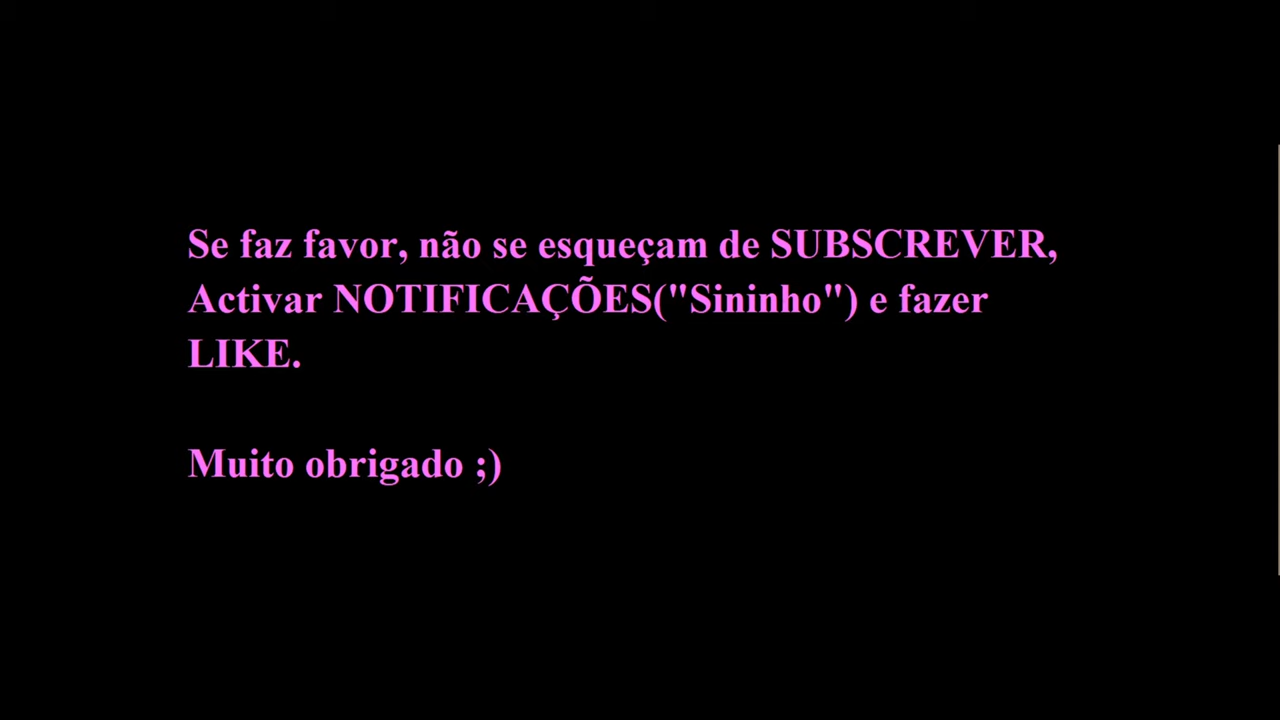 Se faz favor, não se esqueçam de SUBSCREVER,
Activar NOTIFICAÇÕES("Sininho") e fazer
LIKE.
Muito obrigado ;)